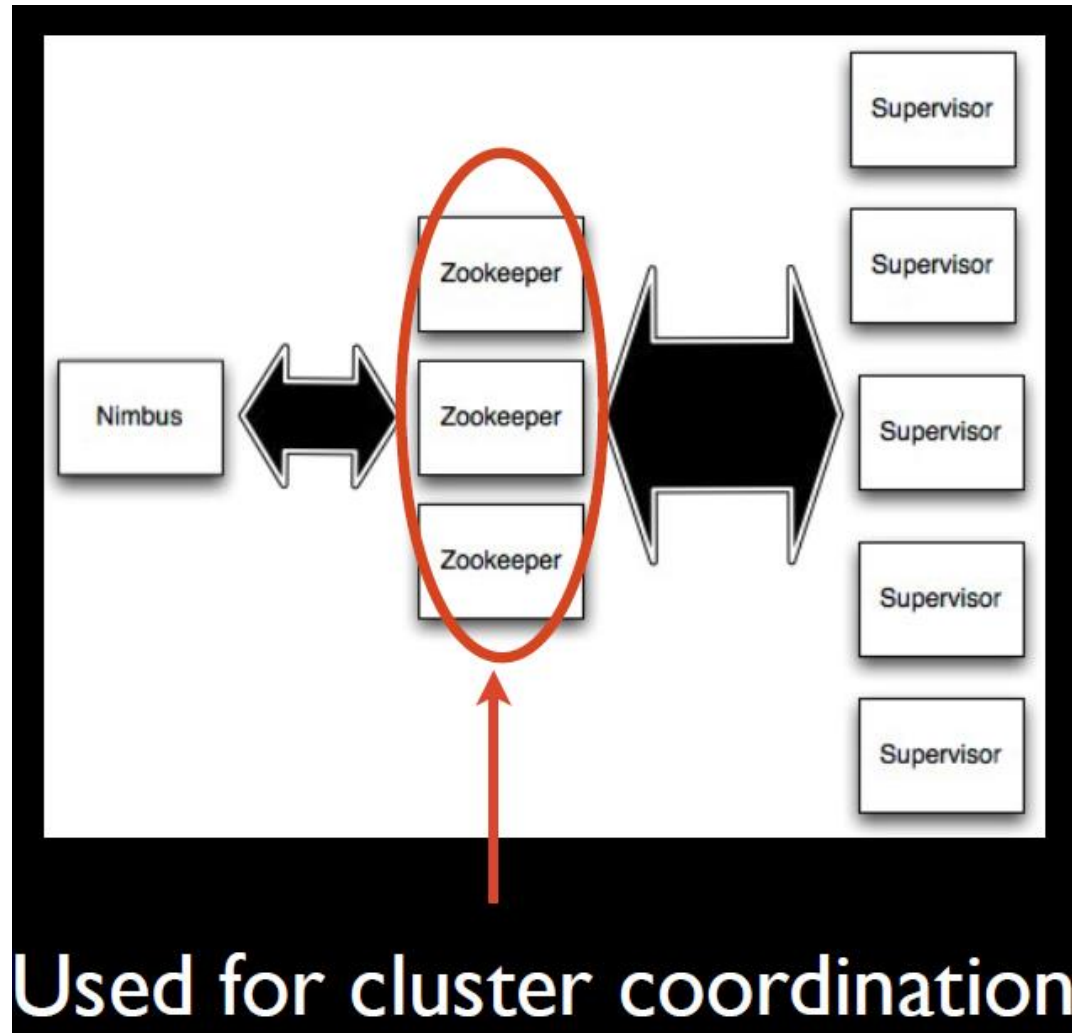 Nimbus
Zookeeper
Zookeeper
Zookeeper
Supervisor
Supervisor
Supervisor
Supervisor
Supervisor
Used for cluster coordination